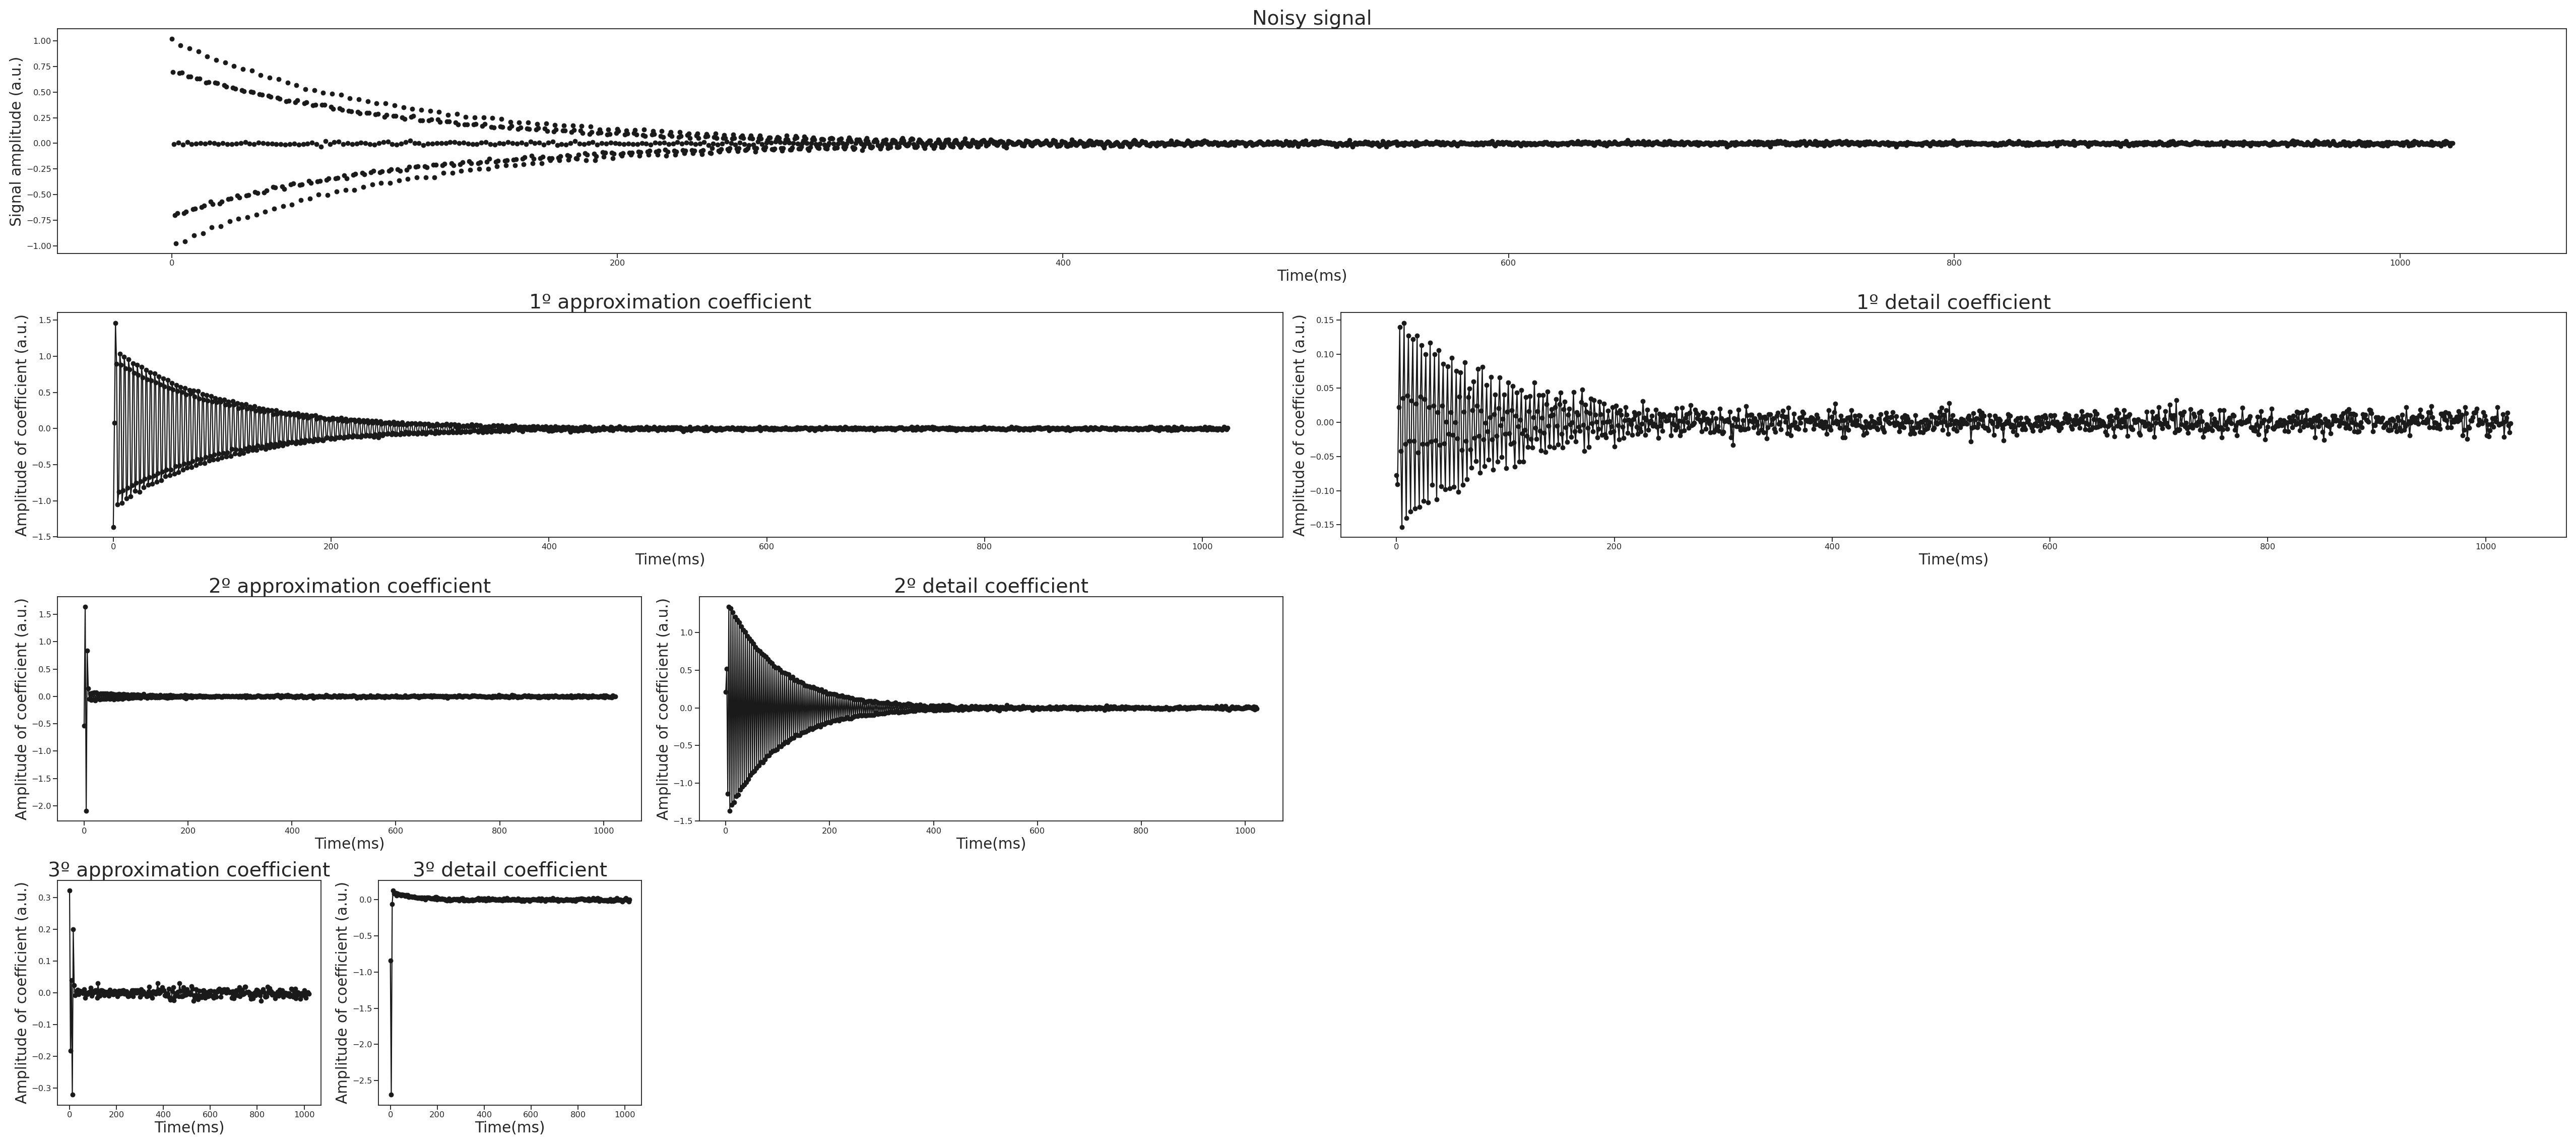 Noisy signal
Signal amplitude (a.u.)
1.00
0.75
0.50
0.25
0.00
−0.25
−0.50
−0.75
−1.00
0 200 400 600 800 1000
Time(ms)
1º approximation coefficient
Amplitude of coefficient (a.u.)
1.5
1.0
0.5
0.0
−0.5
−1.0
−1.5
0 200 400 600 800 1000
Time(ms)
1º detail coefficient
Amplitude of coefficient (a.u.)
0.15
0.10
0.05
0.00
−0.05
−0.10
−0.15
0 200 400 600 800 1000
Time(ms)
2º approximation coefficient
Amplitude of coefficient (a.u.)
1.5
1.0
0.5
0.0
−0.5
−1.0
−1.5
−2.0
0 200 400 600 800 1000
Time(ms)
2º detail coefficient
Amplitude of coefficient (a.u.)
1.0
0.5
0.0
−0.5
−1.0
−1.5
0 200 400 600 800 1000
Time(ms)
3º approximation coefficient
Amplitude of coefficient (a.u.)
0.3
0.2
0.1
0.0
−0.1
−0.2
−0.3
0 200 400 600 800 1000
Time(ms)
3º detail coefficient
Amplitude of coefficient (a.u.)
0.0
−0.5
−1.0
−1.5
−2.0
−2.5
0 200 400 600 800 1000
Time(ms)